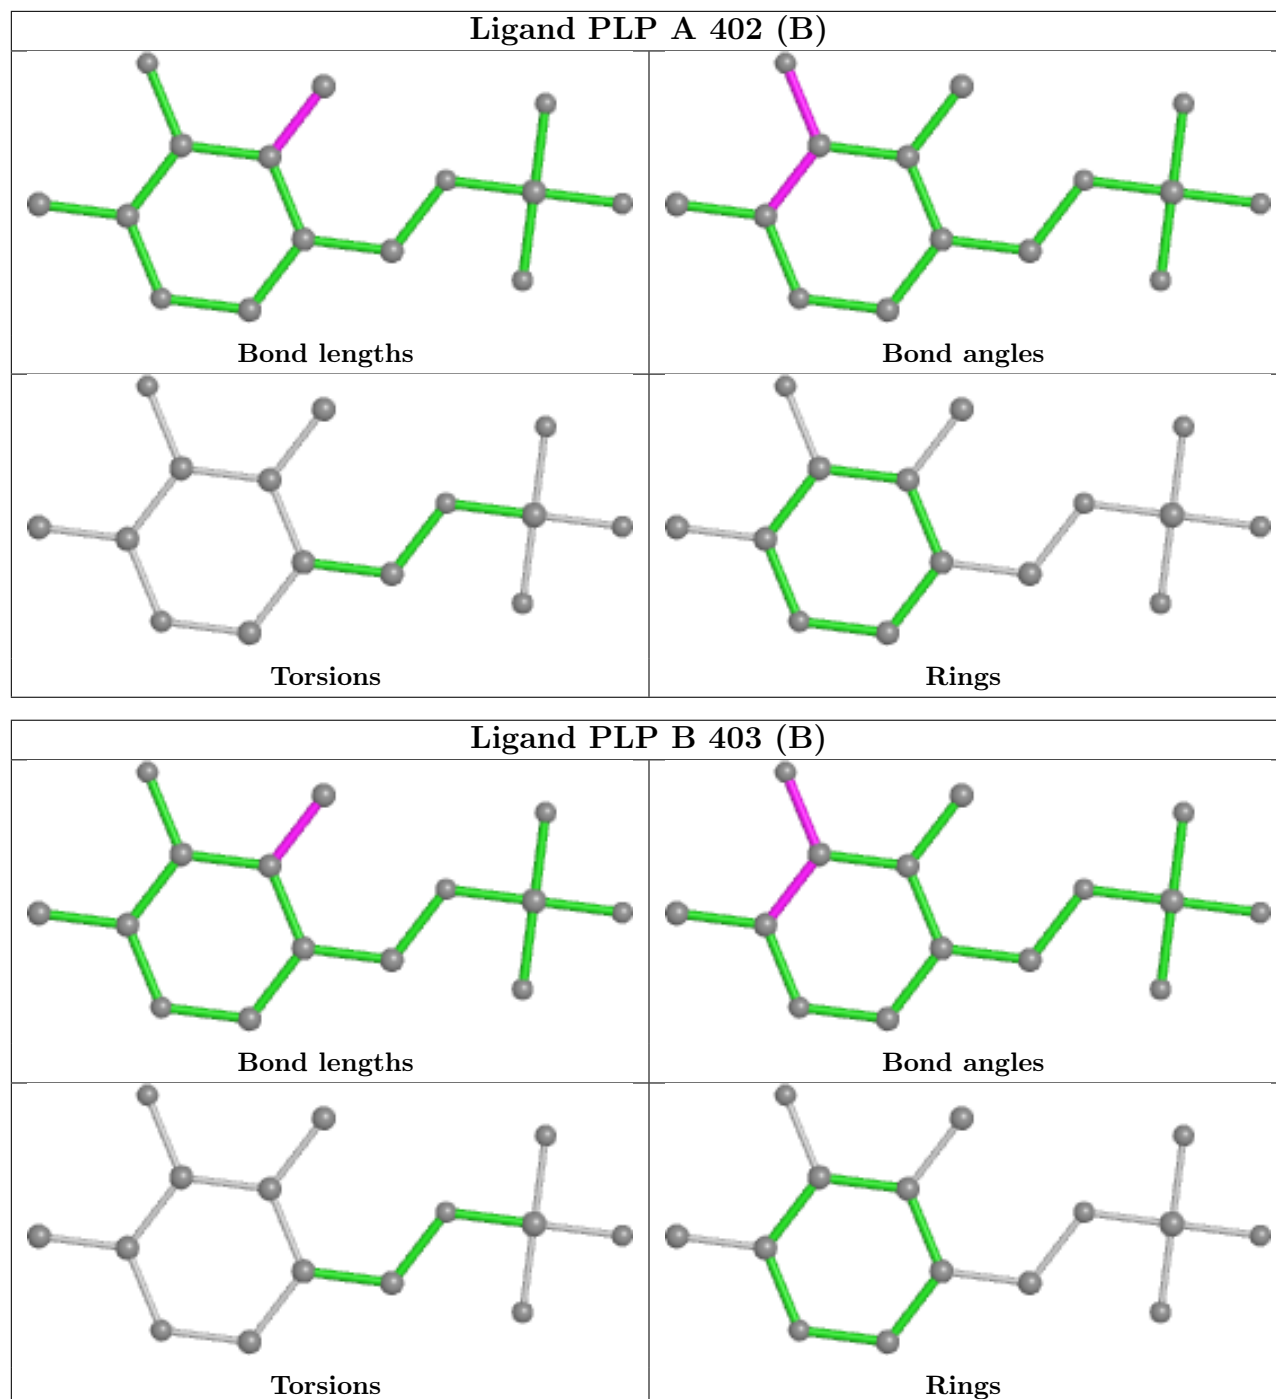 Ligand PLP A 402 (B)
Bond lengths
Bond angles
Torsions
Rings
Ligand PLP B 403 (B)
Bond lengths
Bond angles
Torsions
Rings